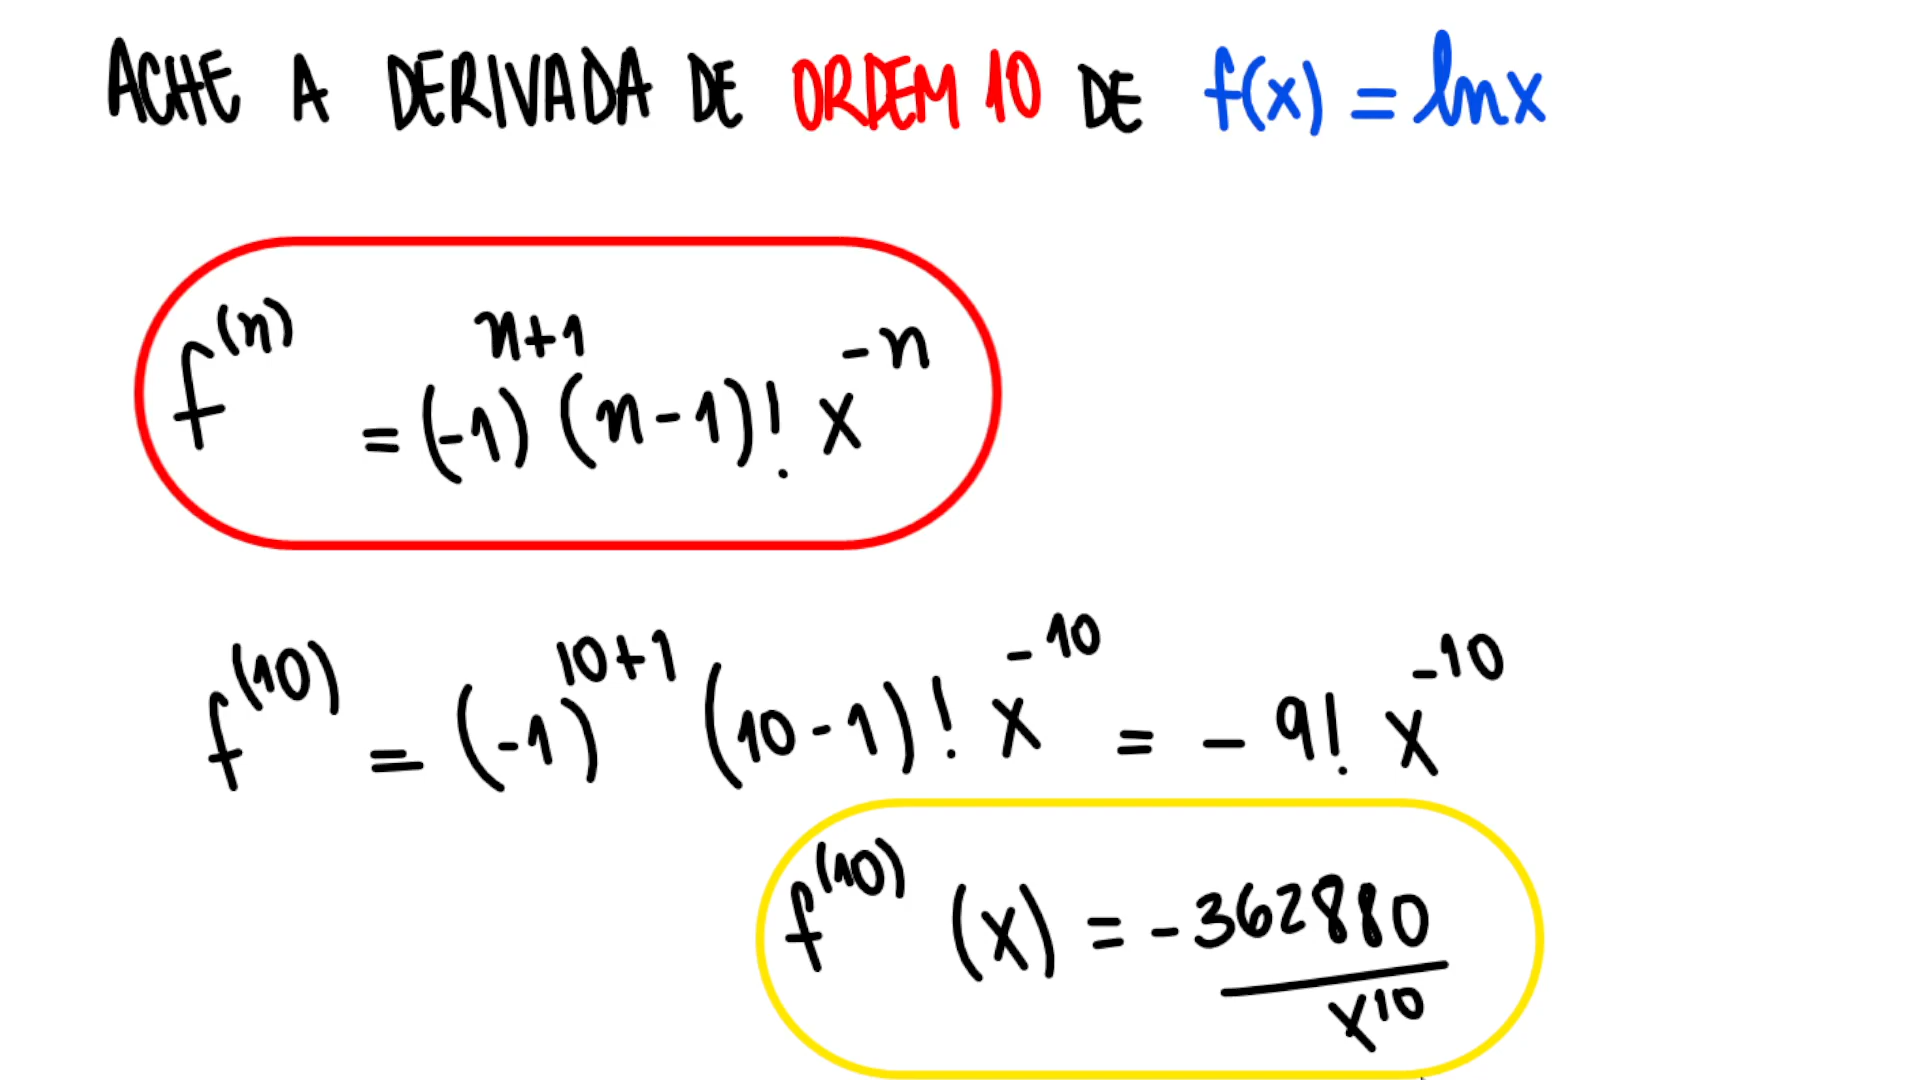 ACHE A DERIVADA DE ORDEM 10 DE f(x) = ln x
f^(n) = (-1)^(n+1) (n-1)! x^(-n)
f^(10) = (-1)^(10+1) (10-1)! x^(-10) = -9! x^(-10)
f^(10) (x) = -362880 / x^10